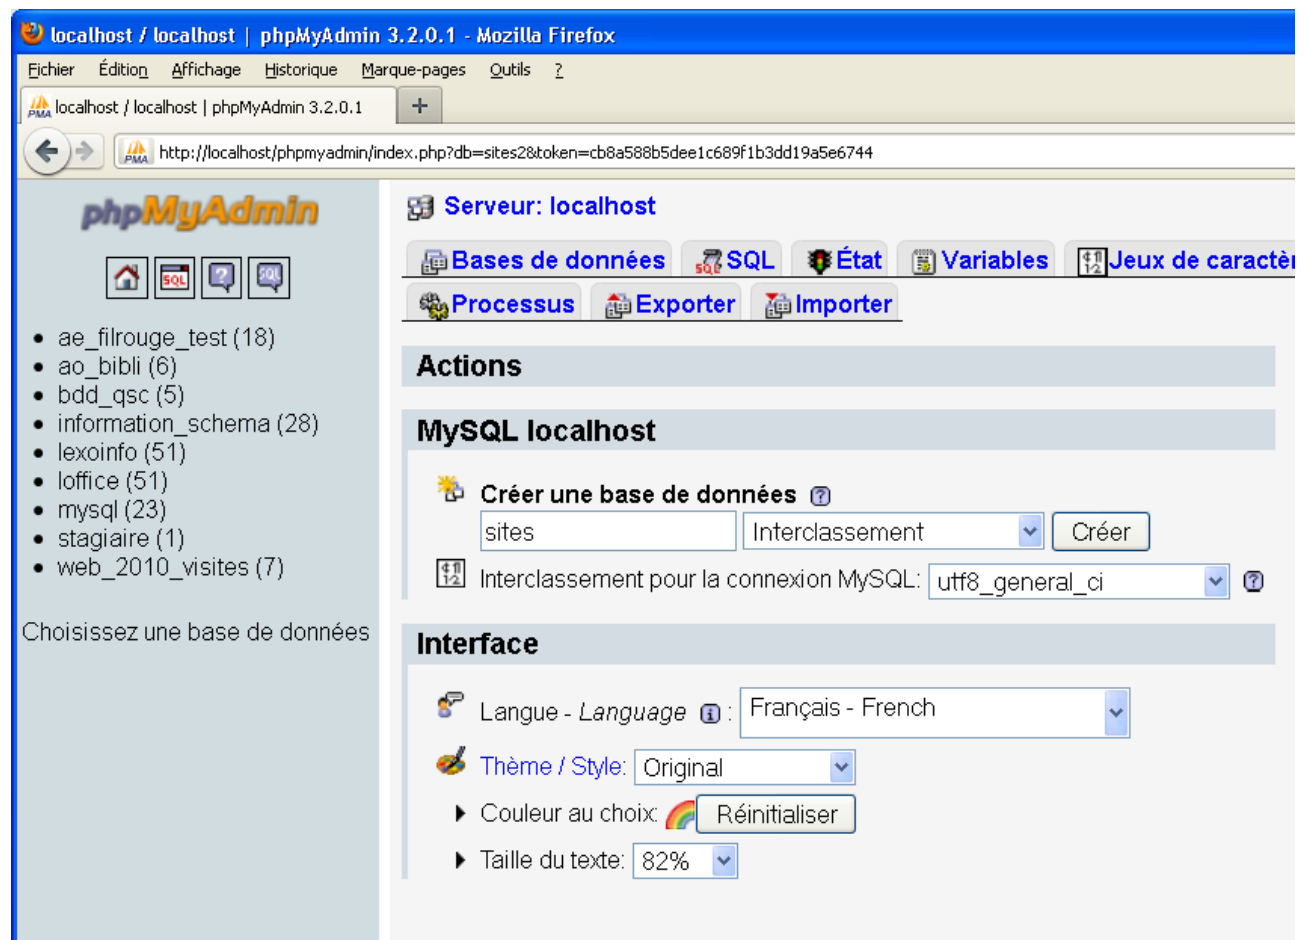 localhost / localhost | phpMyAdmin 3.2.0.1 - Mozilla Firefox
Fichier Édition Affichage Historique Marque-pages Outils ?
PMA localhost / localhost | phpMyAdmin 3.2.0.1 +
PMA http://localhost/phpmyadmin/index.php?db=sites2&token=cb8a588b5dee1c689f1b3dd19a5e6744
phpMyAdmin
SQL ? SQL
ae_filrouge_test (18)
ao_bibli (6)
bdd_qsc (5)
information_schema (28)
lexoinfo (51)
loffice (51)
mysql (23)
stagiaire (1)
web_2010_visites (7)
Choisissez une base de données
Serveur: localhost
Bases de données SQL État Variables Jeux de caractèr
Processus Exporter Importer
Actions
MySQL localhost
Créer une base de données ?
sites Interclassement Créer
Interclassement pour la connexion MySQL: utf8_general_ci ?
Interface
Langue - Language i : Français - French
Thème / Style: Original
Couleur au choix: Réinitialiser
Taille du texte: 82%